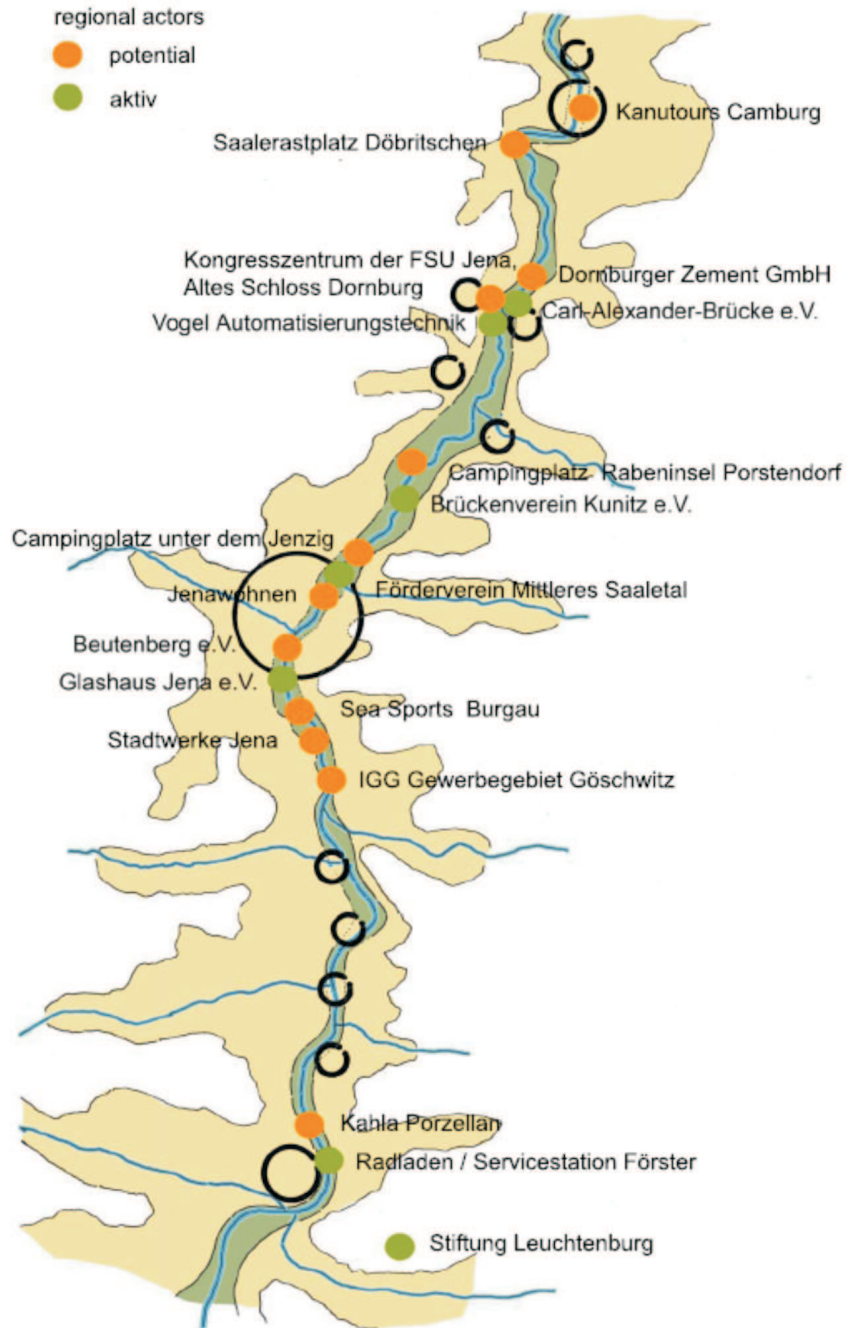 regional actors
potential
aktiv
Kanutours Camburg
Saalerastplatz Döbritschen
Kongresszentrum der FSU Jena,
Altes Schloss Dornburg
Dornburger Zement GmbH
Carl-Alexander-Brücke e.V.
Vogel Automatisierungstechnik
Campingplatz Rabeninsel Porstendorf
Brückenverein Kunitz e.V.
Campingplatz unter dem Jenzig
Förderverein Mittleres Saaletal
Jenawohnen
Beutenberg e.V.
Glashaus Jena e.V.
Sea Sports Burgau
Stadtwerke Jena
IGG Gewerbegebiet Göschwitz
Kahla Porzellan
Radladen / Servicestation Förster
Stiftung Leuchtenburg